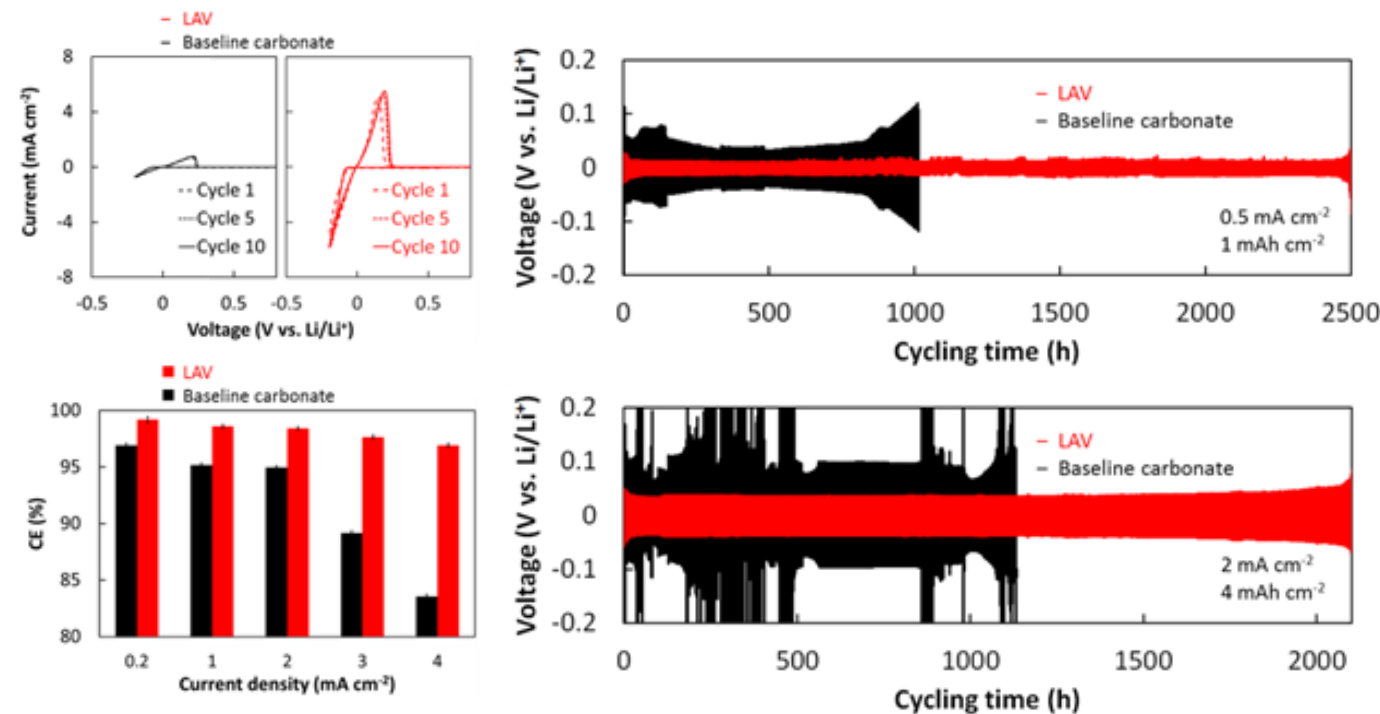 – LAV
– Baseline carbonate
8
4
0
-4
-8
Current (mA cm⁻²)
Cycle 1
Cycle 5
Cycle 10
Cycle 1
Cycle 5
Cycle 10
-0.5 0 0.5 -0.5 0 0.5
Voltage (V vs. Li/Li⁺)
0.2
0.1
0
-0.1
-0.2
Voltage (V vs. Li/Li⁺)
– LAV
– Baseline carbonate
0.5 mA cm⁻²
1 mAh cm⁻²
0 500 1000 1500 2000 2500
Cycling time (h)
LAV
Baseline carbonate
100
95
90
85
80
CE (%)
0.2 1 2 3 4
Current density (mA cm⁻²)
0.2
0.1
0
-0.1
-0.2
Voltage (V vs. Li/Li⁺)
– LAV
– Baseline carbonate
2 mA cm⁻²
4 mAh cm⁻²
0 500 1000 1500 2000
Cycling time (h)